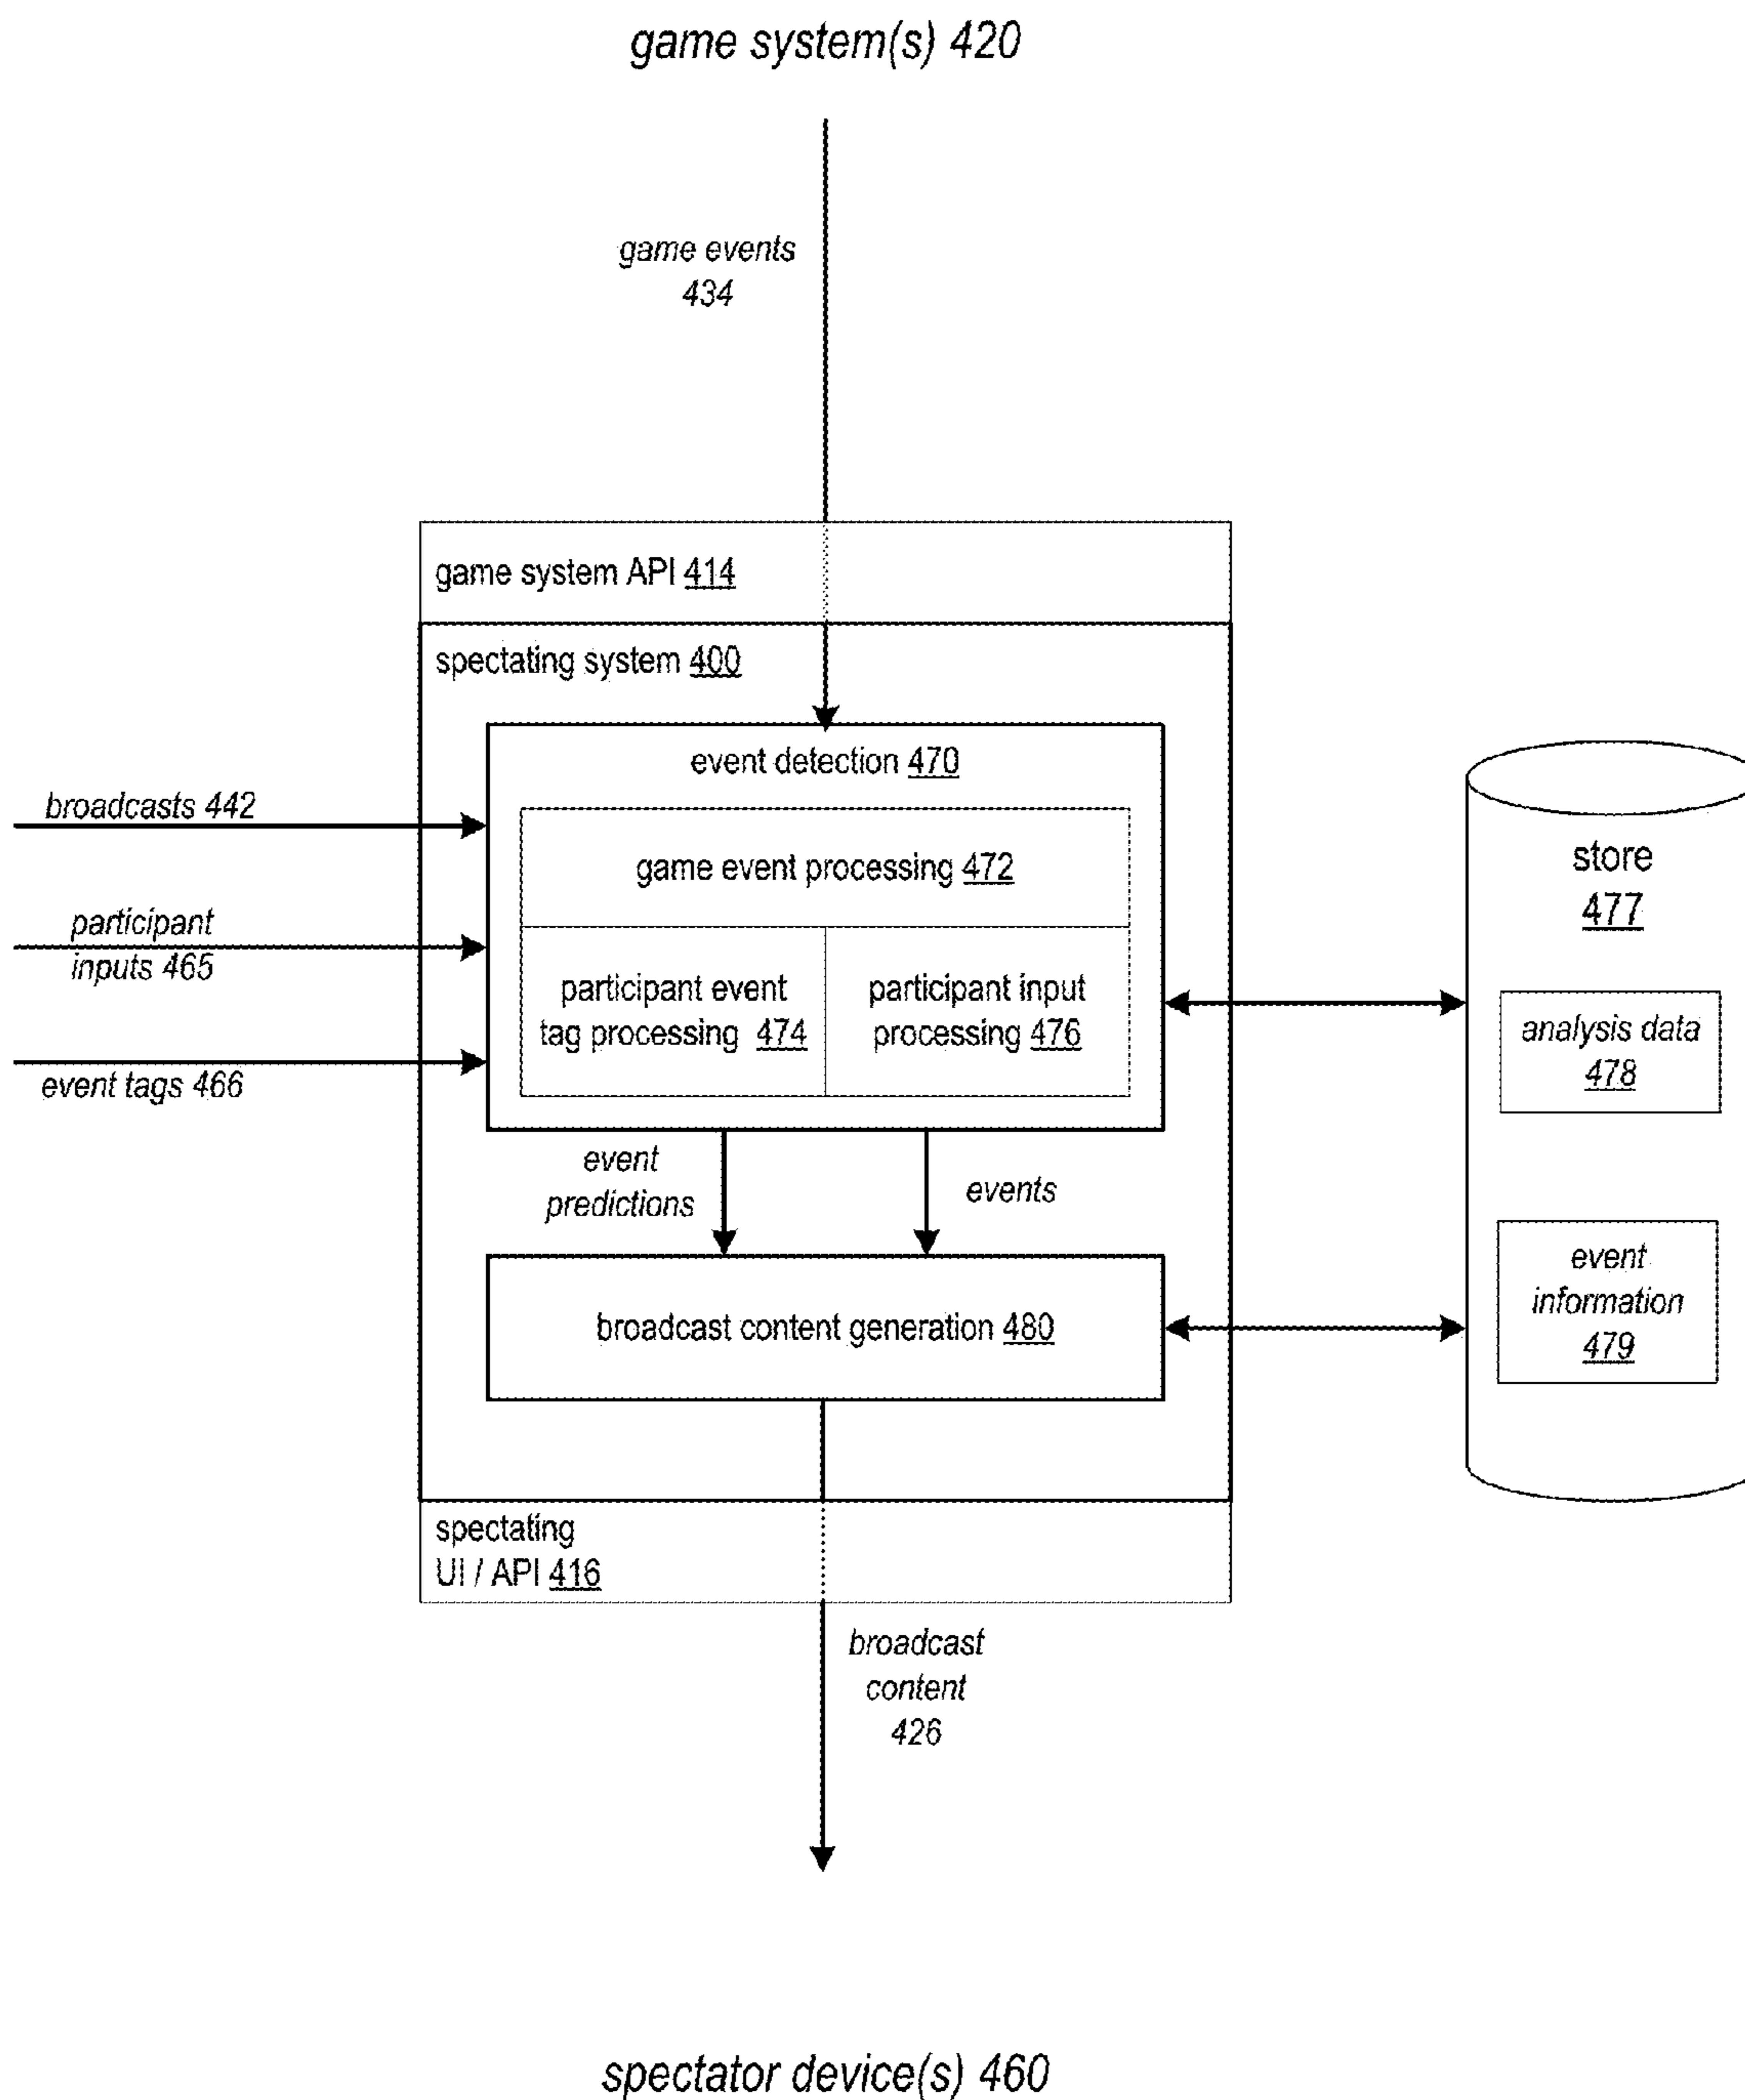 game system(s) 420
game events
434
game system API 414
spectating system 400
event detection 470
broadcasts 442
game event processing 472
store
477
participant
inputs 465
participant event
tag processing 474
participant input
processing 476
analysis data
478
event tags 466
event
predictions
events
event
information
479
broadcast content generation 480
spectating
UI / API 416
broadcast
content
426
spectator device(s) 460